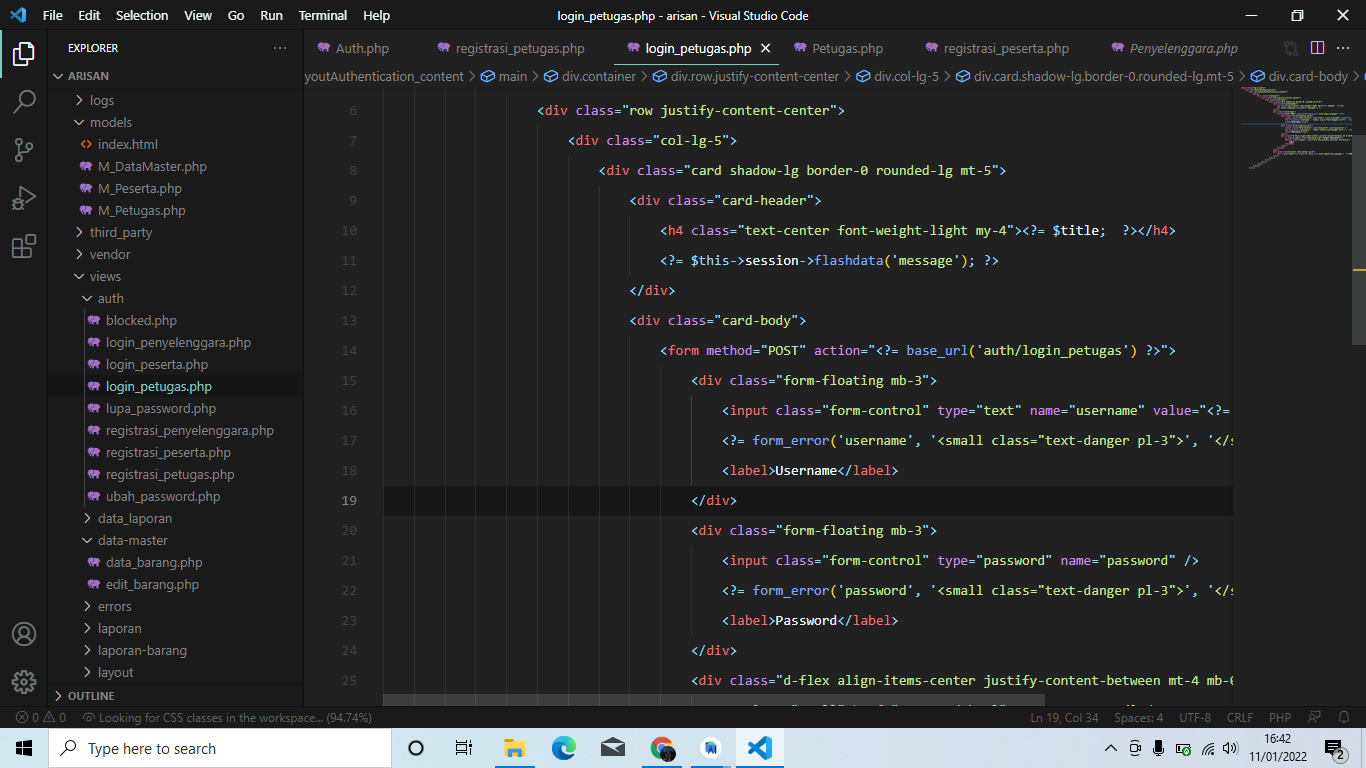 File Edit Selection View Go Run Terminal Help login_petugas.php - arisan - Visual Studio Code
EXPLORER
Auth.php registrasi_petugas.php login_petugas.php Petugas.php registrasi_peserta.php Penyelenggara.php
ARISAN
youtAuthentication_content > main > div.container > div.row.justify-content-center > div.col-lg-5 > div.card.shadow-lg.border-0.rounded-lg.mt-5 > div.card-body >
logs
models
index.html
M_DataMaster.php
M_Peserta.php
M_Petugas.php
third_party
vendor
views
auth
blocked.php
login_penyelenggara.php
login_peserta.php
login_petugas.php
lupa_password.php
registrasi_penyelenggara.php
registrasi_peserta.php
registrasi_petugas.php
ubah_password.php
data_laporan
data-master
data_barang.php
edit_barang.php
errors
laporan
laporan-barang
layout
OUTLINE
6 <div class="row justify-content-center">
7 <div class="col-lg-5">
8 <div class="card shadow-lg border-0 rounded-lg mt-5">
9 <div class="card-header">
10 <h4 class="text-center font-weight-light my-4"><?= $title;  ?></h4>
11 <?= $this->session->flashdata('message'); ?>
12 </div>
13 <div class="card-body">
14 <form method="POST" action="<?= base_url('auth/login_petugas') ?>">
15 <div class="form-floating mb-3">
16 <input class="form-control" type="text" name="username" value="<?=
17 <?= form_error('username', '<small class="text-danger pl-3">', '</s
18 <label>Username</label>
19 </div>
20 <div class="form-floating mb-3">
21 <input class="form-control" type="password" name="password" />
22 <?= form_error('password', '<small class="text-danger pl-3">', '</s
23 <label>Password</label>
24 </div>
25 <div class="d-flex align-items-center justify-content-between mt-4 mb-0
0 0 Looking for CSS classes in the workspace... (94.74%) Ln 19, Col 34 Spaces: 4 UTF-8 CRLF PHP
Type here to search
16:42
11/01/2022
2